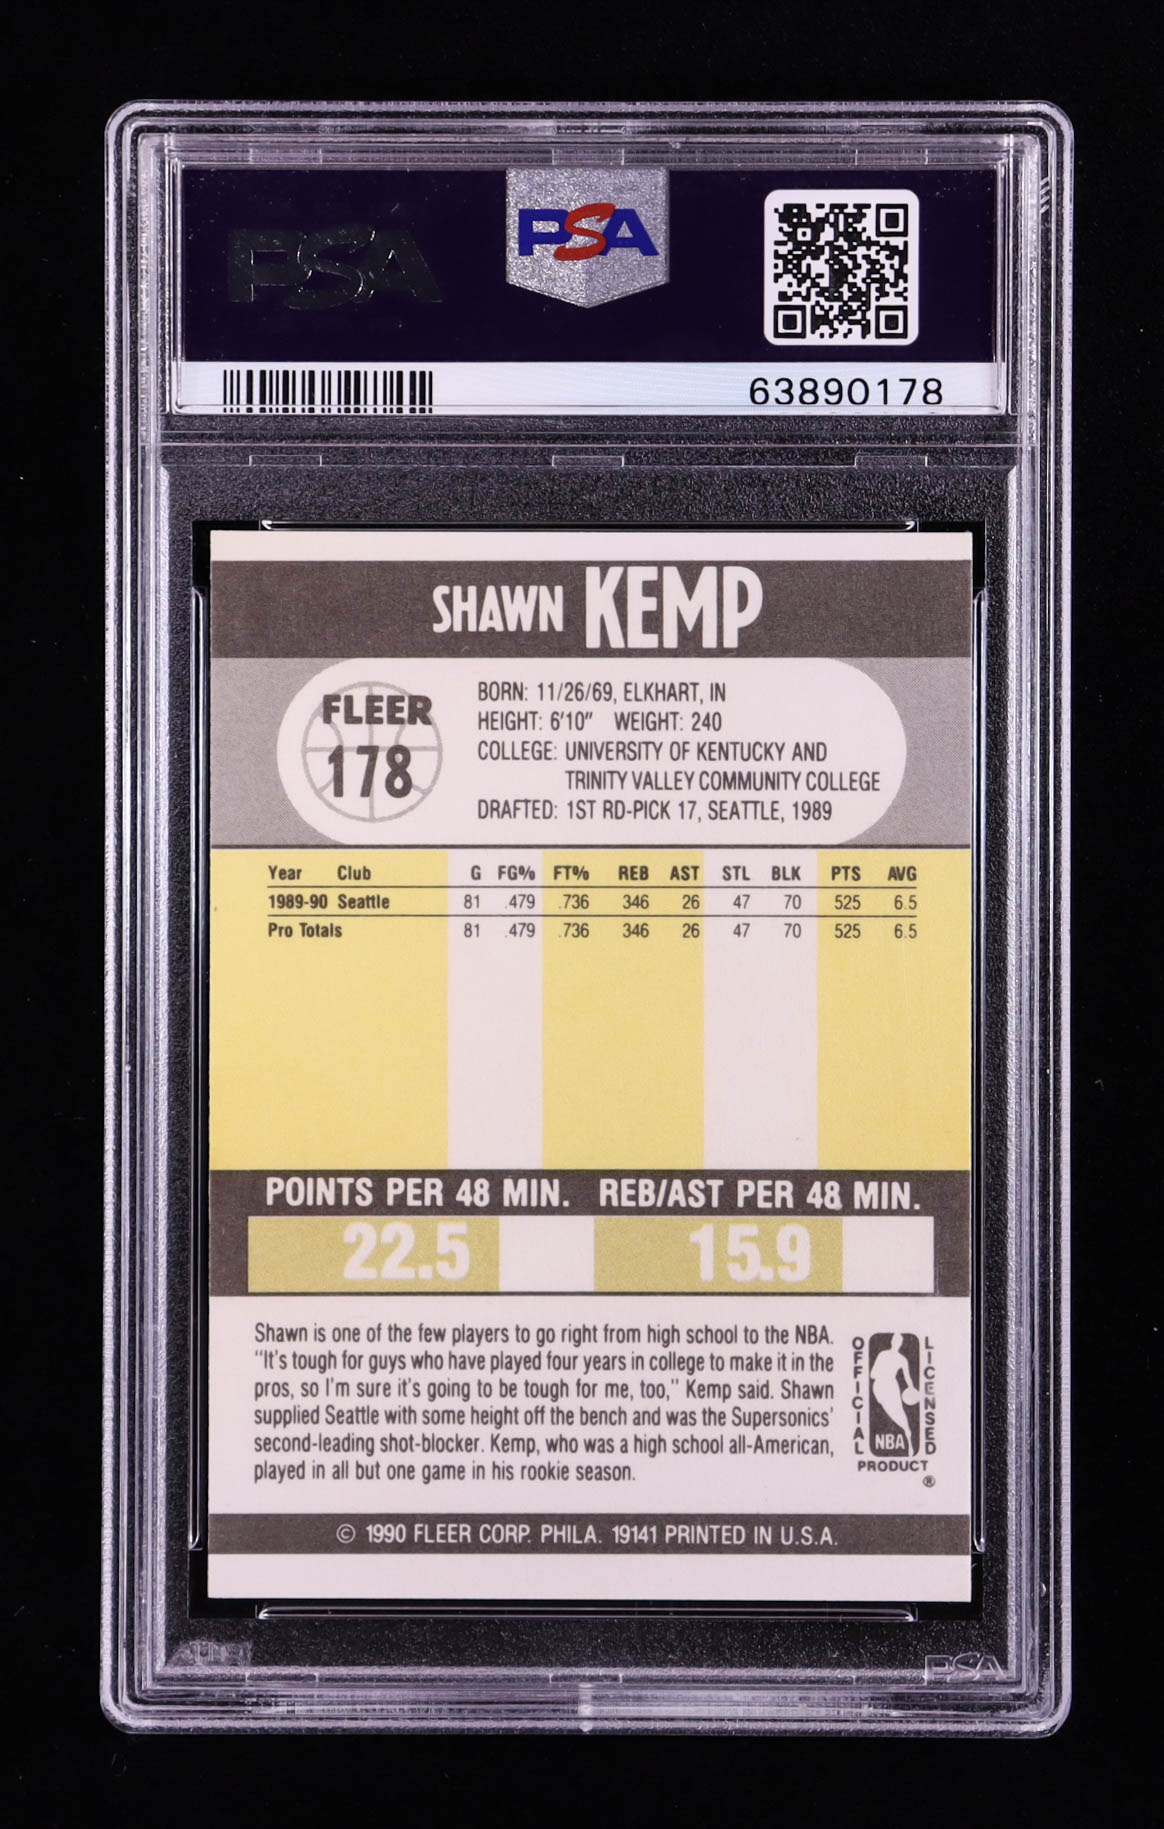 PSA PSA
63890178
SHAWN KEMP
FLEER
178
BORN: 11/26/69, ELKHART, IN
HEIGHT: 6'10" WEIGHT: 240
COLLEGE: UNIVERSITY OF KENTUCKY AND
TRINITY VALLEY COMMUNITY COLLEGE
DRAFTED: 1ST RD-PICK 17, SEATTLE, 1989
Year Club G FG% FT% REB AST STL BLK PTS AVG
1989-90 Seattle 81 .479 .736 346 26 47 70 525 6.5
Pro Totals 81 .479 .736 346 26 47 70 525 6.5
POINTS PER 48 MIN. REB/AST PER 48 MIN.
22.5 15.9
Shawn is one of the few players to go right from high school to the NBA.
"It's tough for guys who have played four years in college to make it in the
pros, so I'm sure it's going to be tough for me, too," Kemp said. Shawn
supplied Seattle with some height off the bench and was the Supersonics'
second-leading shot-blocker. Kemp, who was a high school all-American,
played in all but one game in his rookie season.
OFFICIAL LICENSED
NBA
PRODUCT
®
© 1990 FLEER CORP. PHILA. 19141 PRINTED IN U.S.A.
PSA